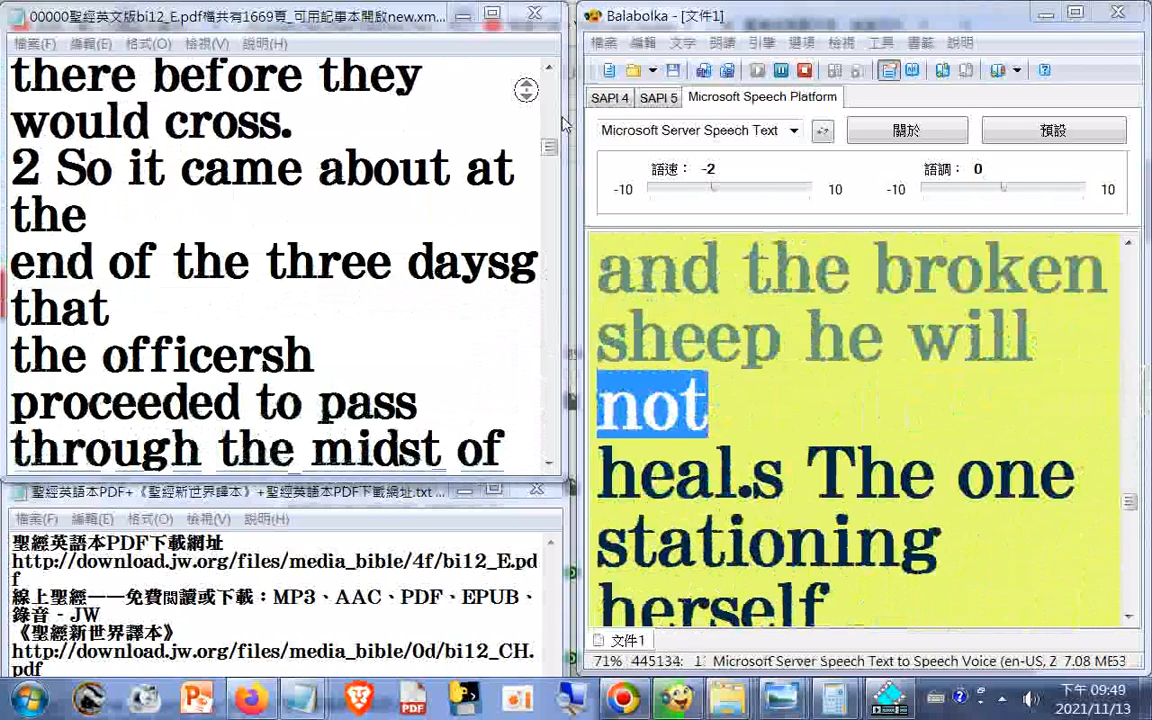 00000聖經英文版bi12_E.pdf檔共有1669頁_可用記事本開啟new.xm...
檔案(F) 編輯(E) 格式(O) 檢視(V) 說明(H)
there before they
would cross.
2 So it came about at
the
end of the three daysg
that
the officersh
proceeded to pass
through the midst of
聖經英語本PDF+《聖經新世界譯本》+聖經英語本PDF下載網址.txt ...
檔案(F) 編輯(E) 格式(O) 檢視(V) 說明(H)
聖經英語本PDF下載網址
http://download.jw.org/files/media_bible/4f/bi12_E.pd
f
線上聖經——免費閱讀或下載：MP3、AAC、PDF、EPUB、
錄音 - JW
《聖經新世界譯本》
http://download.jw.org/files/media_bible/0d/bi12_CH.
pdf
Balabolka - [文件1]
檔案 編輯 文字 朗讀 引擎 選項 檢視 工具 書籤 說明
SAPI 4 SAPI 5 Microsoft Speech Platform
Microsoft Server Speech Text 關於 預設
語速： -2 語調： 0
-10 10 -10 10
and the broken
sheep he will
not
heal.s The one
stationing
herself
文件1
71% 445134: 1 Microsoft Server Speech Text to Speech Voice (en-US, Z 7.08 ME53
下午 09:49
2021/11/13